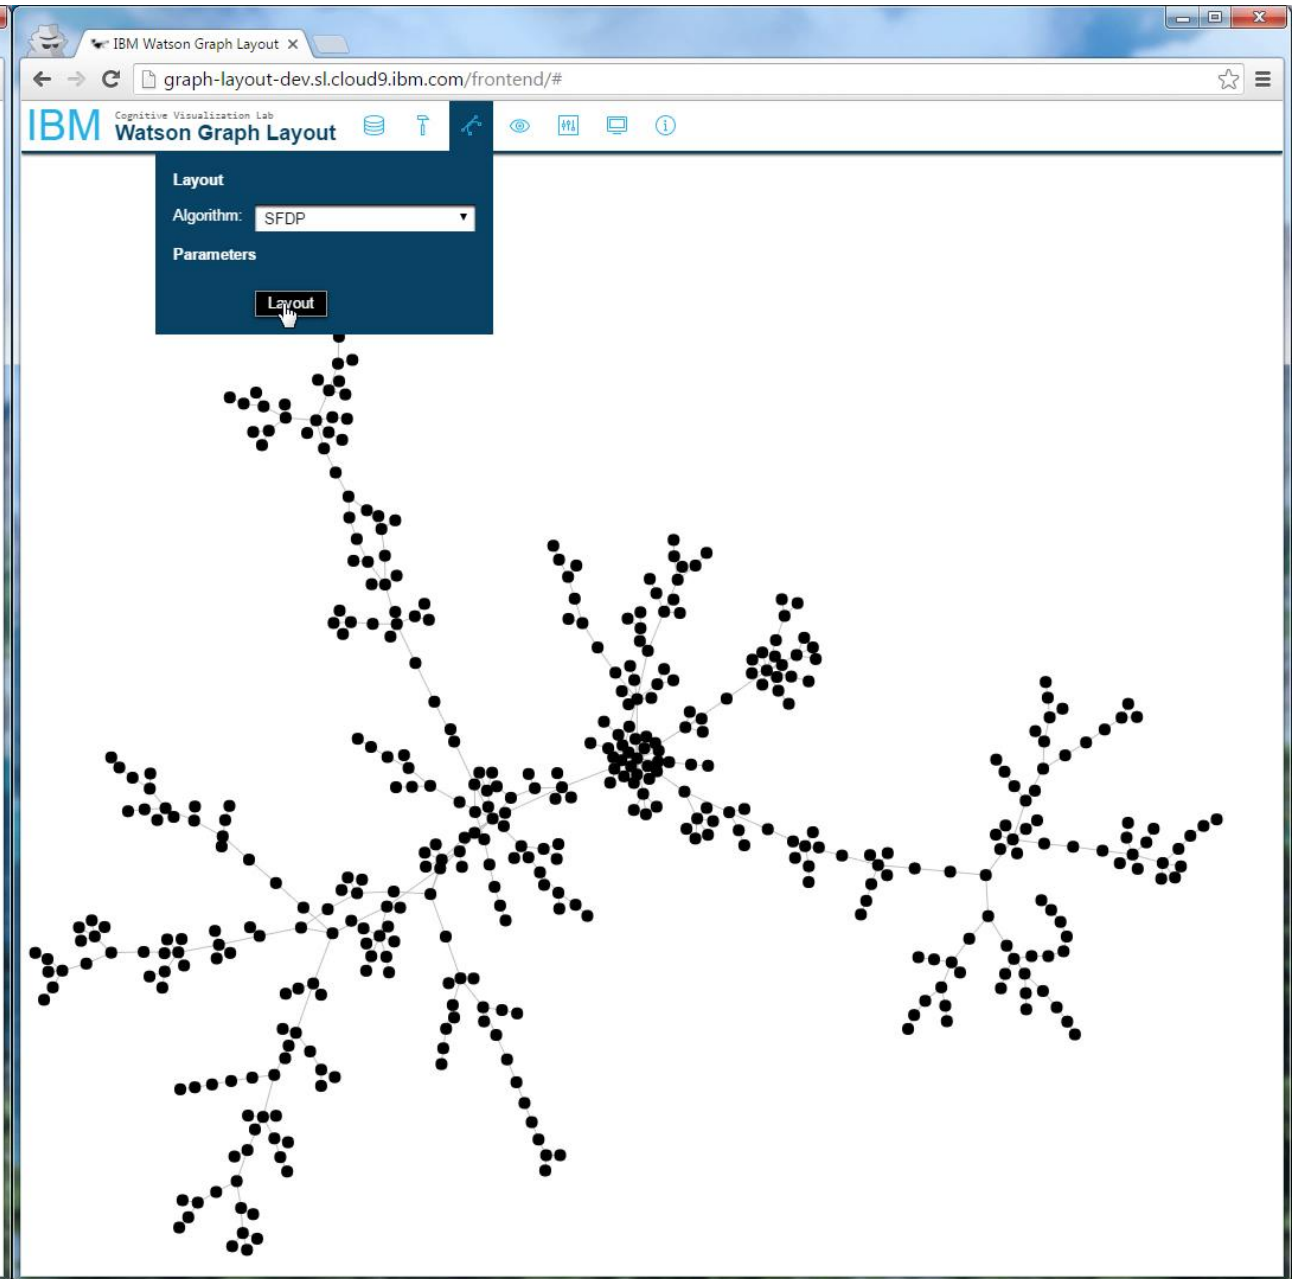 IBM Watson Graph Layout
graph-layout-dev.sl.cloud9.ibm.com/frontend/#
IBM Cognitive Visualization Lab
Watson Graph Layout
Layout
Algorithm: SFDP
Parameters
Layout